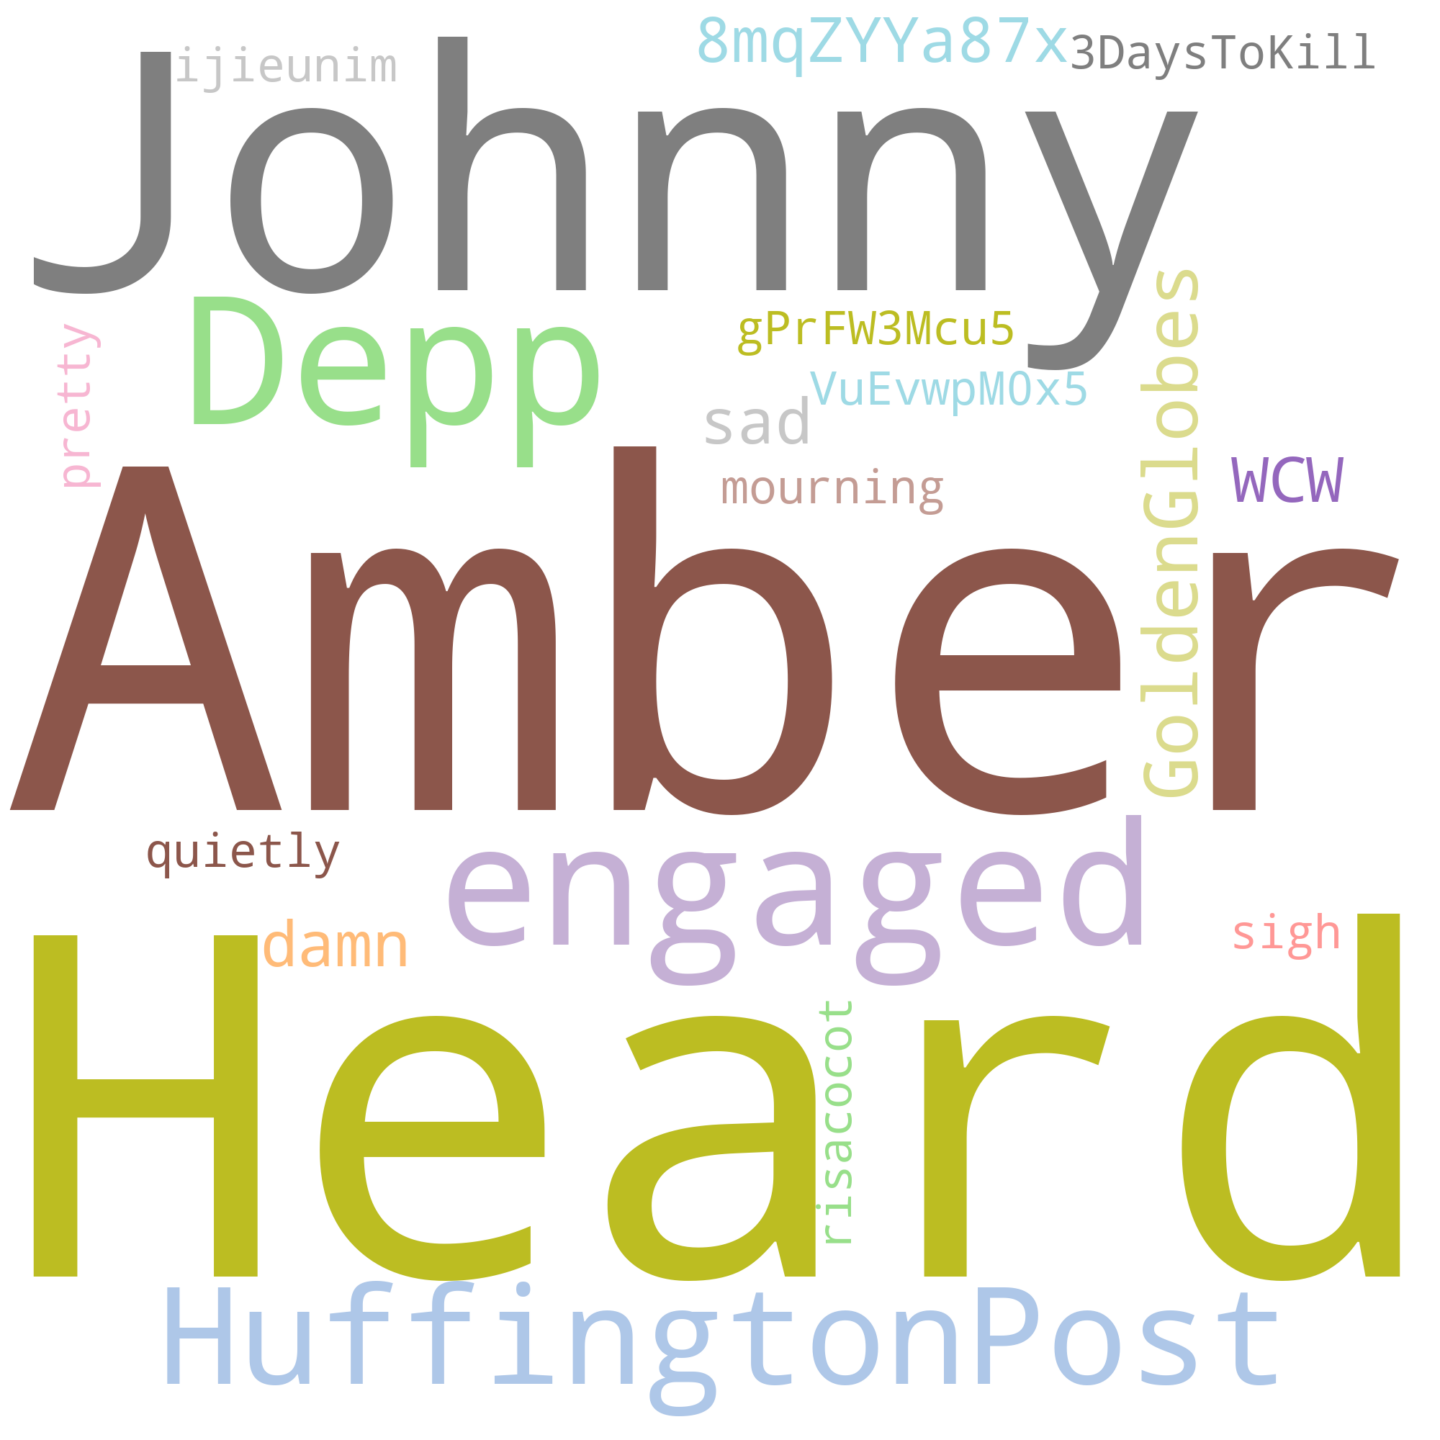 8mqZYYa87x
3DaysToKill
ijieunim
Johnny
Depp
gPrFW3Mcu5
VuEvwpM0x5
pretty
sad
GoldenGlobes
WCW
mourning
Amber
quietly
engaged
damn
sigh
Heard
risacocot
HuffingtonPost